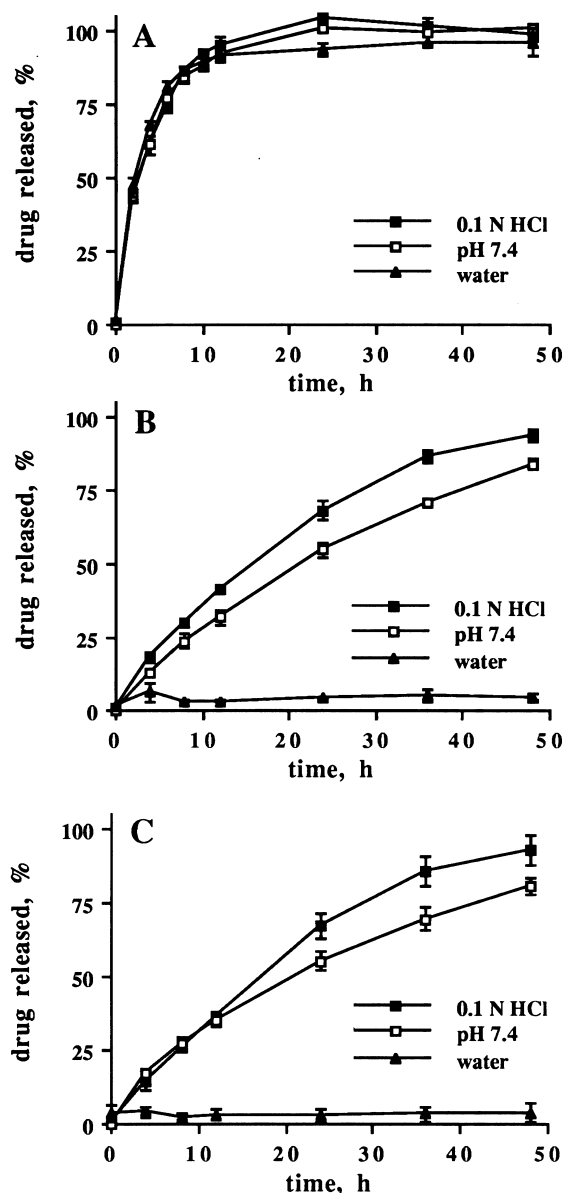 A
drug released, %
100
75
50
25
0
0.1 N HCl
pH 7.4
water
0 10 20 30 40 50
time, h
B
drug released, %
100
75
50
25
0
0.1 N HCl
pH 7.4
water
0 10 20 30 40 50
time, h
C
drug released, %
100
75
50
25
0
0.1 N HCl
pH 7.4
water
0 10 20 30 40 50
time, h